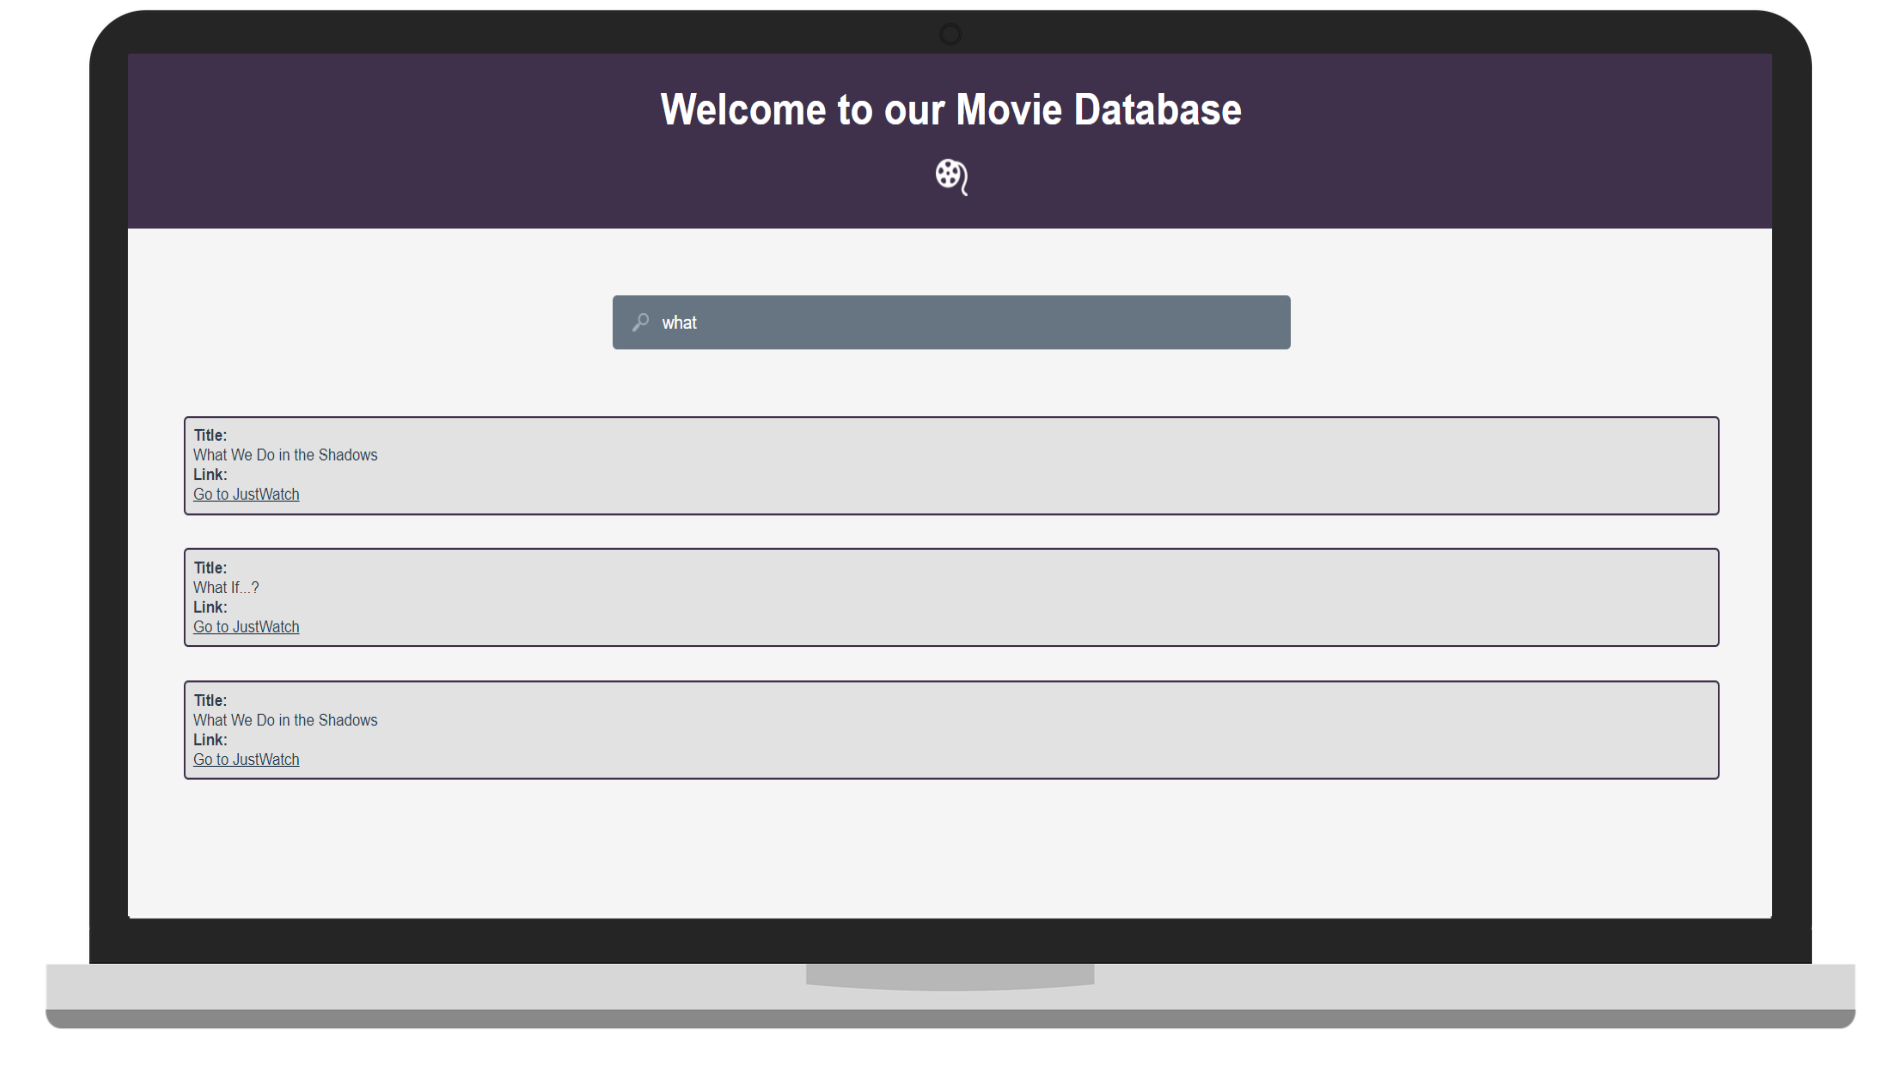 Welcome to our Movie Database
what
Title:
What We Do in the Shadows
Link:
Go to JustWatch
Title:
What If...?
Link:
Go to JustWatch
Title:
What We Do in the Shadows
Link:
Go to JustWatch